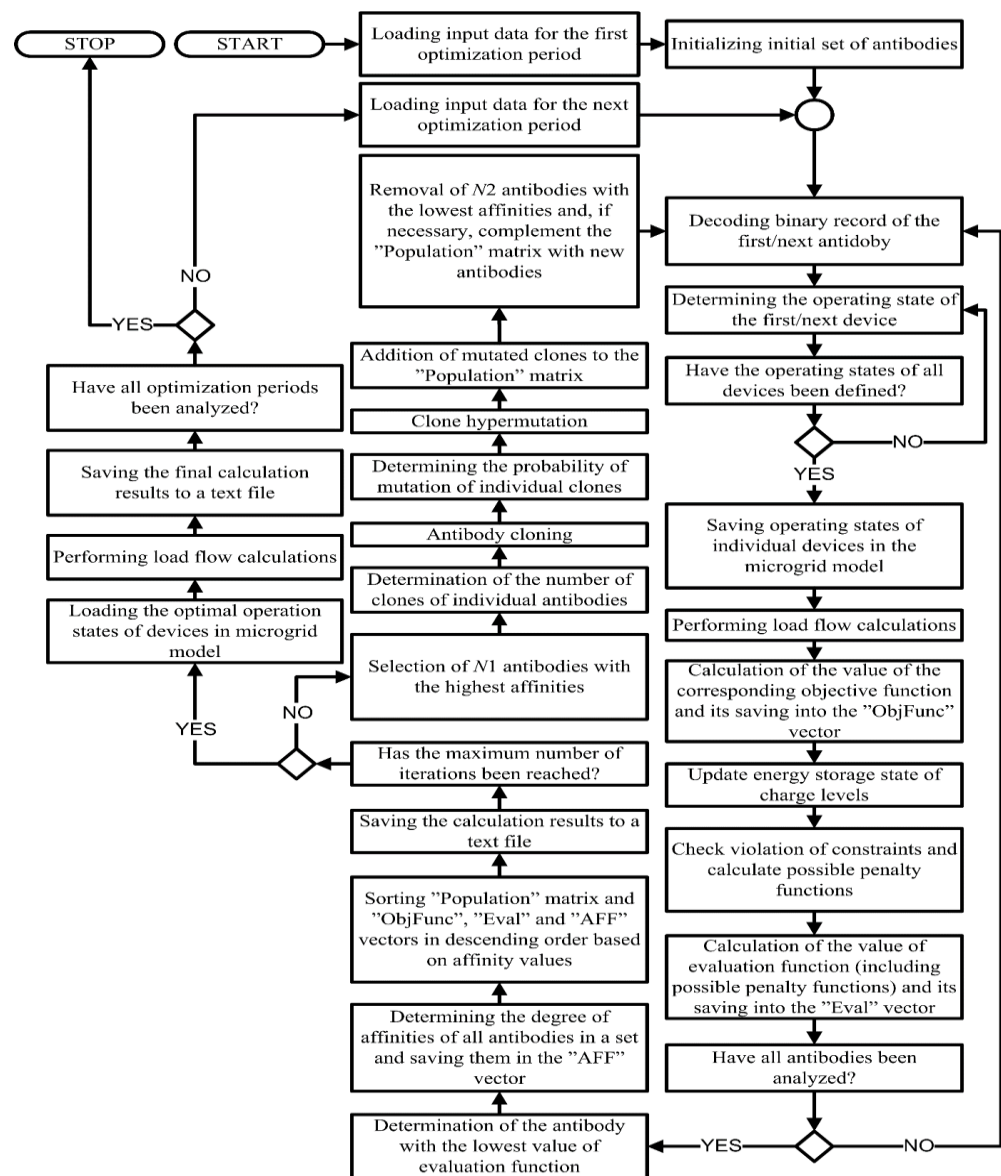 STOP
START
Loading input data for the first
optimization period
Initializing initial set of antibodies
Loading input data for the next
optimization period
Removal of N2 antibodies with
the lowest affinities and, if
necessary, complement the
"Population" matrix with new
antibodies
Decoding binary record of the
first/next antidoby
Determining the operating state of
the first/next device
Have the operating states of all
devices been defined?
NO
YES
Saving operating states of
individual devices in the
microgrid model
Performing load flow calculations
Calculation of the value of the
corresponding objective function
and its saving into the "ObjFunc"
vector
Update energy storage state of
charge levels
Check violation of constraints and
calculate possible penalty
functions
Calculation of the value of
evaluation function (including
possible penalty functions) and its
saving into the "Eval" vector
Have all antibodies been
analyzed?
YES
NO
Determination of the antibody
with the lowest value of
evaluation function
Determining the degree of
affinities of all antibodies in a set
and saving them in the "AFF"
vector
Sorting "Population" matrix and
"ObjFunc", "Eval" and "AFF"
vectors in descending order based
on affinity values
Saving the calculation results to a
text file
Has the maximum number of
iterations been reached?
NO
YES
Selection of N1 antibodies with
the highest affinities
Determination of the number of
clones of individual antibodies
Antibody cloning
Determining the probability of
mutation of individual clones
Clone hypermutation
Addition of mutated clones to the
"Population" matrix
Loading the optimal operation
states of devices in microgrid
model
Performing load flow calculations
Saving the final calculation
results to a text file
Have all optimization periods
been analyzed?
YES
NO